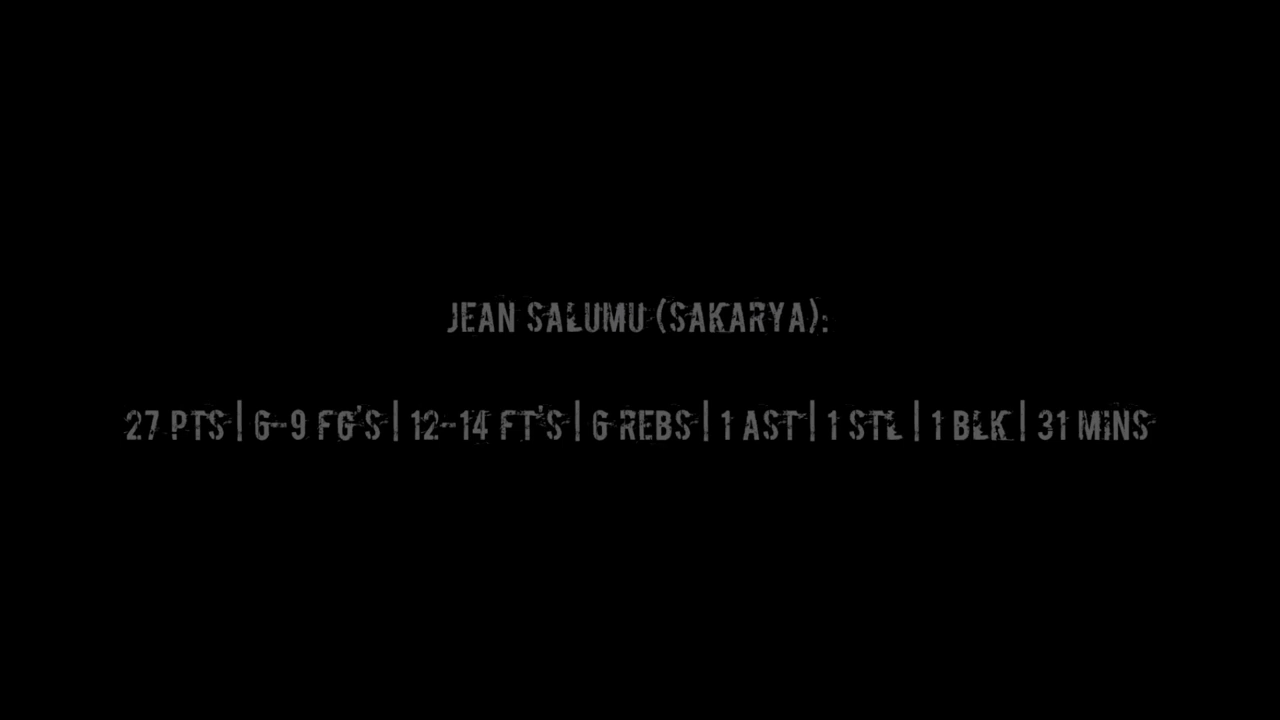 JEAN SALUMU (SAKARYA):
27 PTS | 6-9 FG'S | 12-14 FT'S | 6 REBS | 1 AST | 1 STL | 1 BLK | 31 MINS